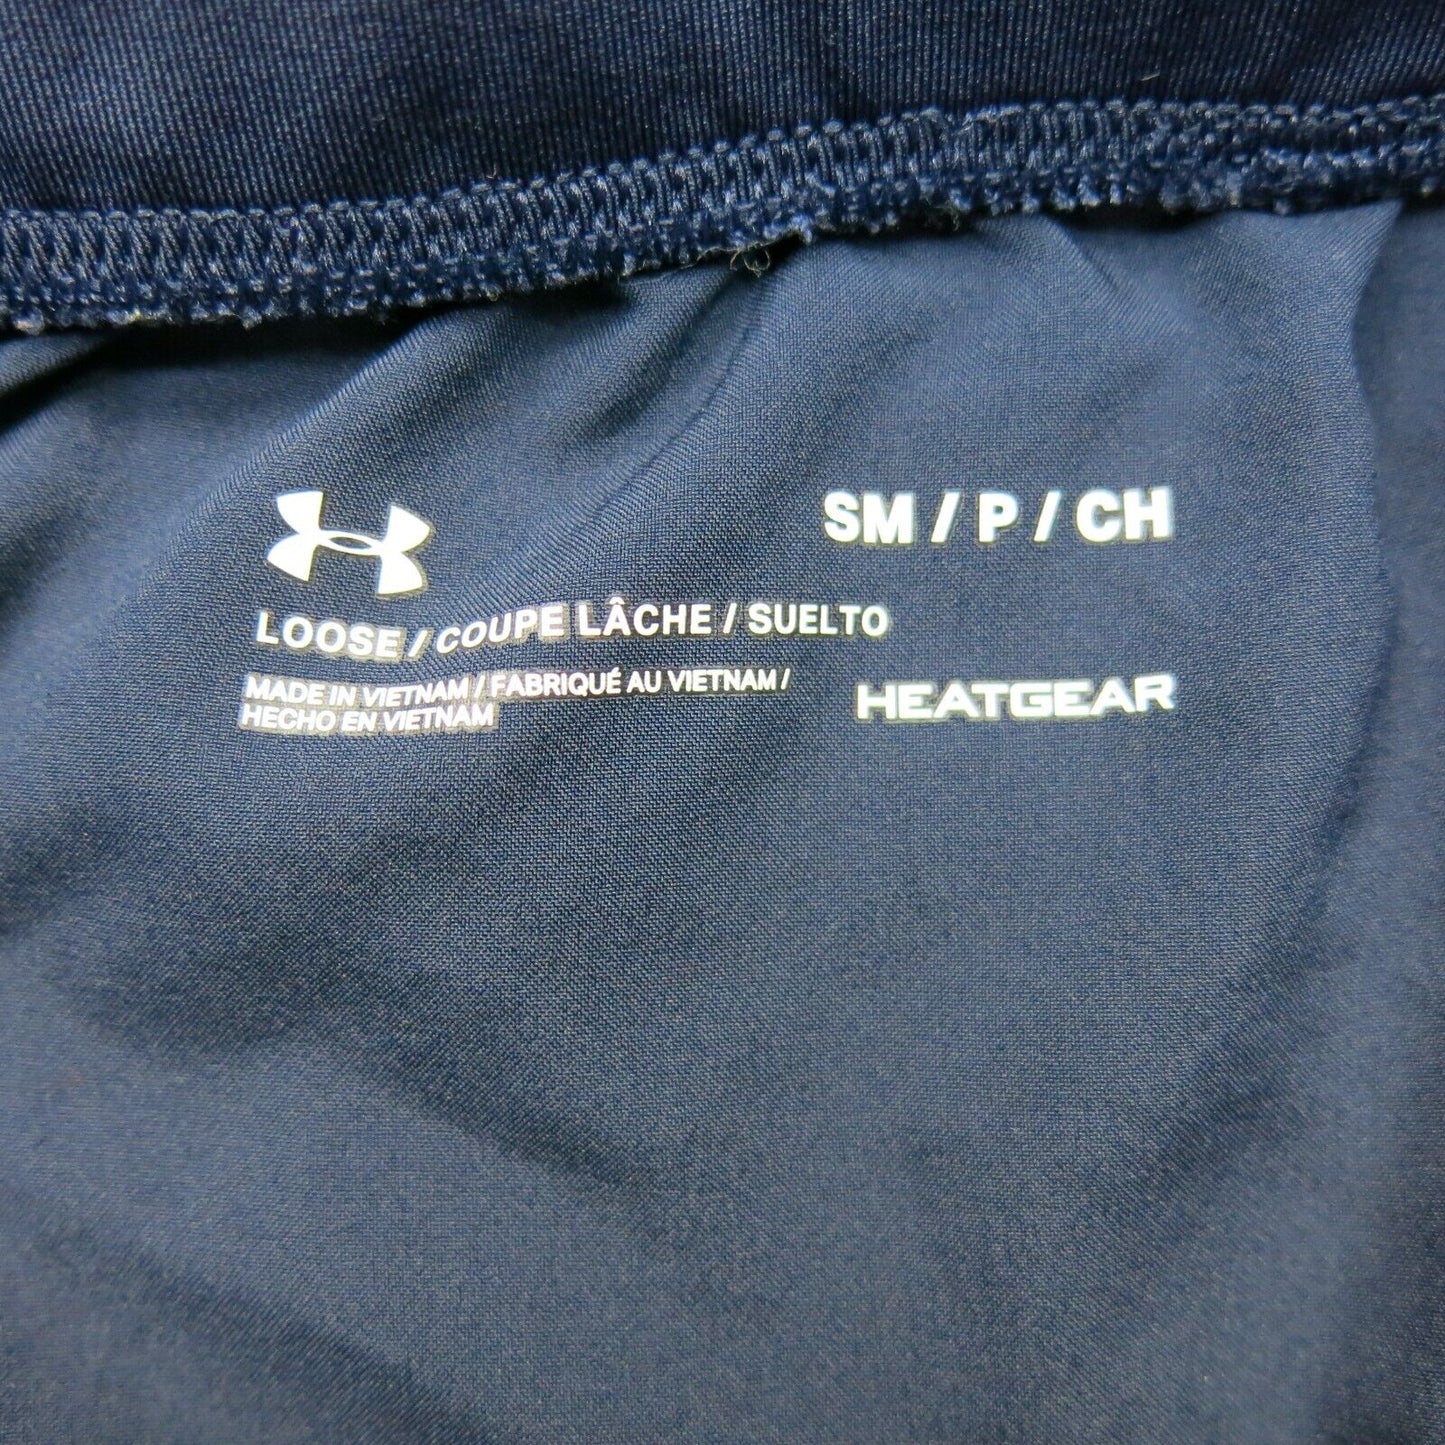 SM / P / CH
LOOSE / COUPE LÂCHE / SUELTO
MADE IN VIETNAM / FABRIQUÉ AU VIETNAM /
HECHO EN VIETNAM
HEATGEAR